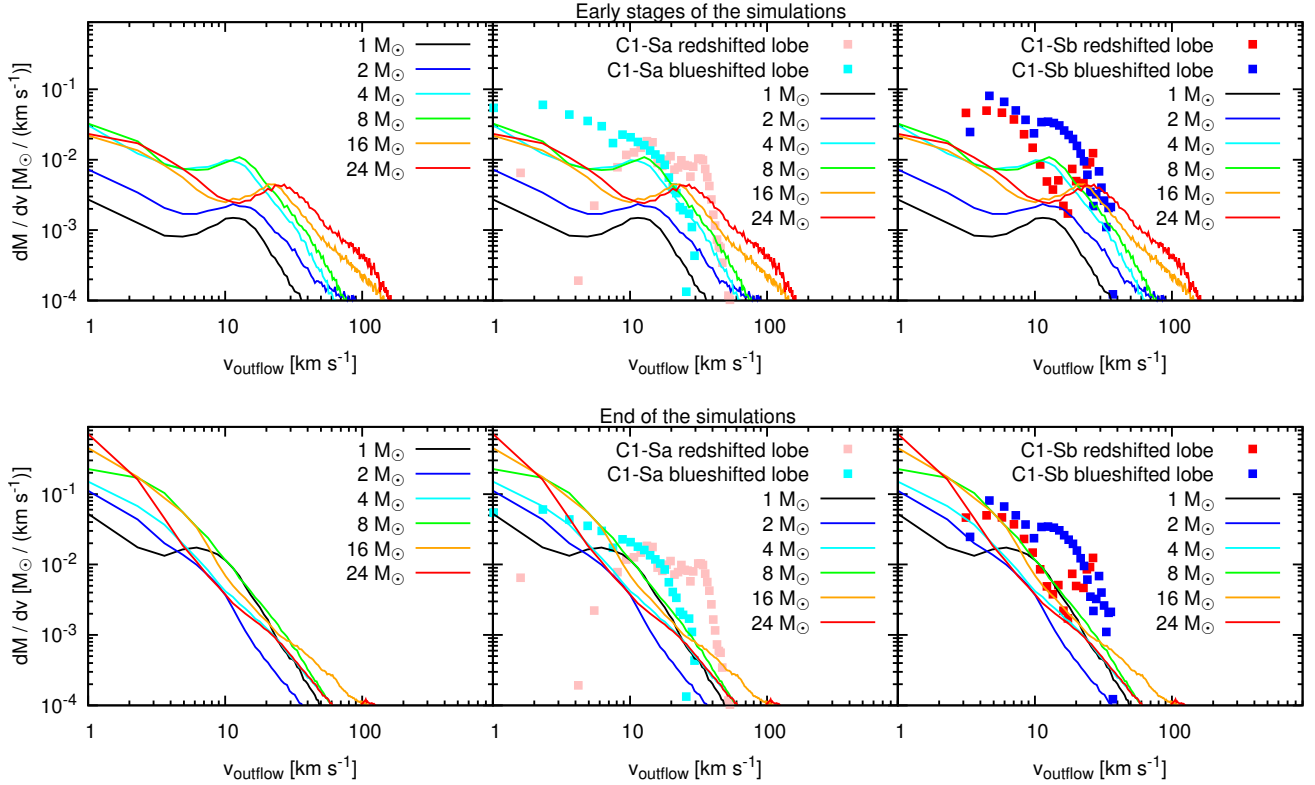 Early stages of the simulations
dM / dv [M☉ / (km s⁻¹)]
10⁻¹
10⁻²
10⁻³
10⁻⁴
1 M☉
2 M☉
4 M☉
8 M☉
16 M☉
24 M☉
1 10 100
v_outflow [km s⁻¹]
C1-Sa redshifted lobe
C1-Sa blueshifted lobe
1 M☉
2 M☉
4 M☉
8 M☉
16 M☉
24 M☉
1 10 100
v_outflow [km s⁻¹]
C1-Sb redshifted lobe
C1-Sb blueshifted lobe
1 M☉
2 M☉
4 M☉
8 M☉
16 M☉
24 M☉
1 10 100
v_outflow [km s⁻¹]
End of the simulations
dM / dv [M☉ / (km s⁻¹)]
10⁻¹
10⁻²
10⁻³
10⁻⁴
1 M☉
2 M☉
4 M☉
8 M☉
16 M☉
24 M☉
1 10 100
v_outflow [km s⁻¹]
C1-Sa redshifted lobe
C1-Sa blueshifted lobe
1 M☉
2 M☉
4 M☉
8 M☉
16 M☉
24 M☉
1 10 100
v_outflow [km s⁻¹]
C1-Sb redshifted lobe
C1-Sb blueshifted lobe
1 M☉
2 M☉
4 M☉
8 M☉
16 M☉
24 M☉
1 10 100
v_outflow [km s⁻¹]